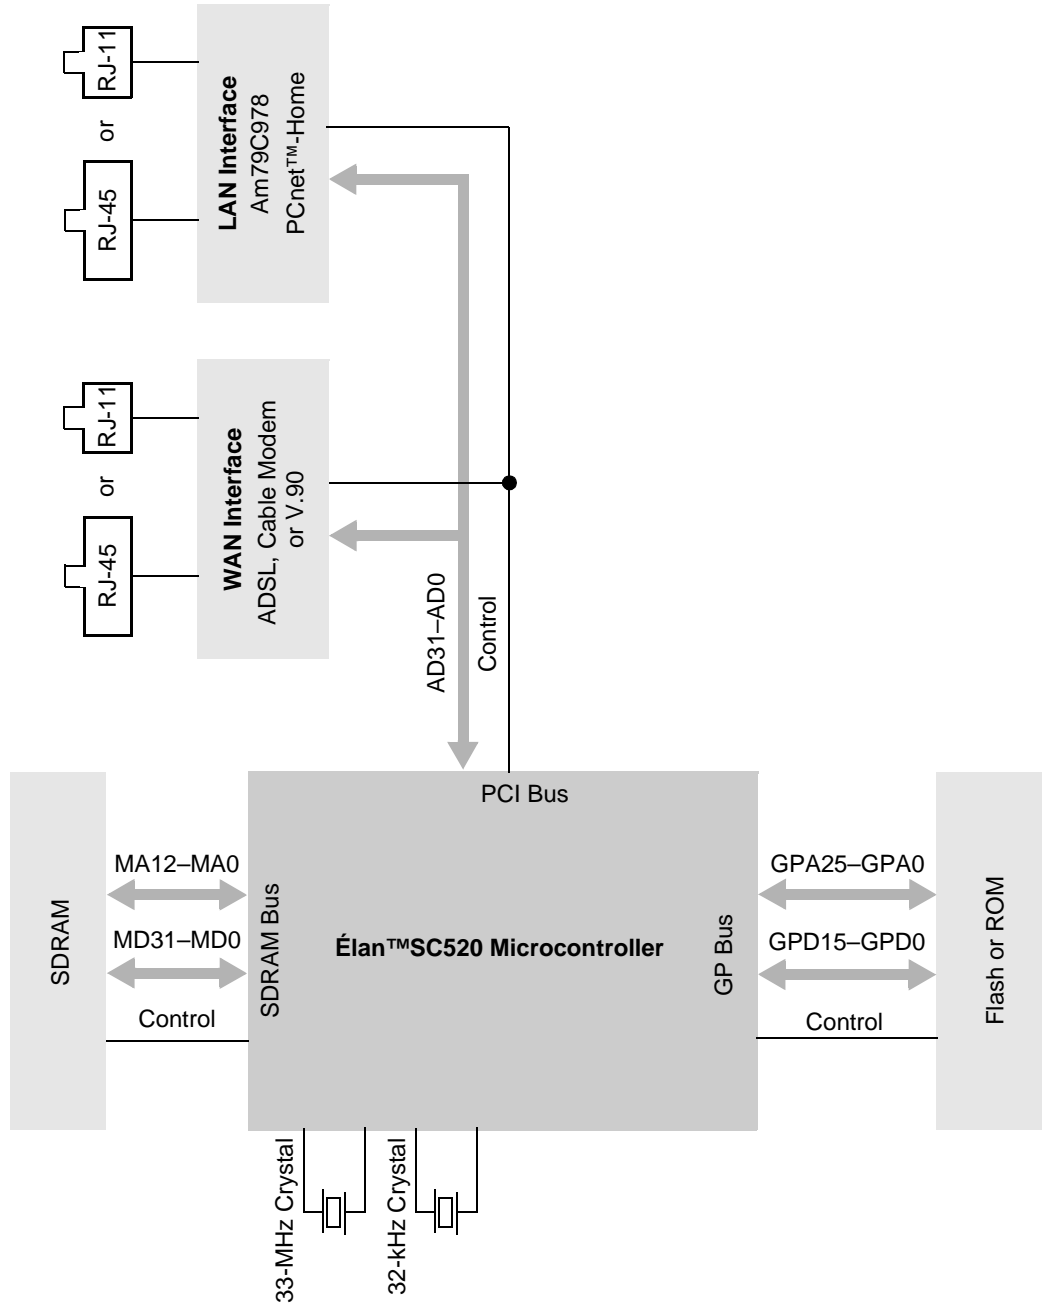 RJ-11
or
RJ-45
LAN Interface
Am79C978
PCnet™-Home
RJ-11
or
RJ-45
WAN Interface
ADSL, Cable Modem
or V.90
AD31–AD0
Control
PCI Bus
SDRAM
MA12–MA0
MD31–MD0
Control
SDRAM Bus
Élan™SC520 Microcontroller
GP Bus
GPA25–GPA0
GPD15–GPD0
Control
Flash or ROM
33-MHz Crystal
32-kHz Crystal